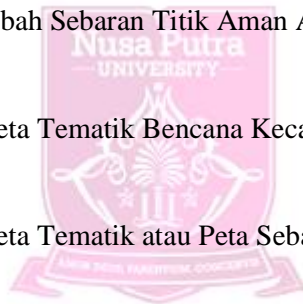 bah Sebaran Titik Aman A
Nusa Putra
UNIVERSITY
eta Tematik Bencana Keca
eta Tematik atau Peta Seba